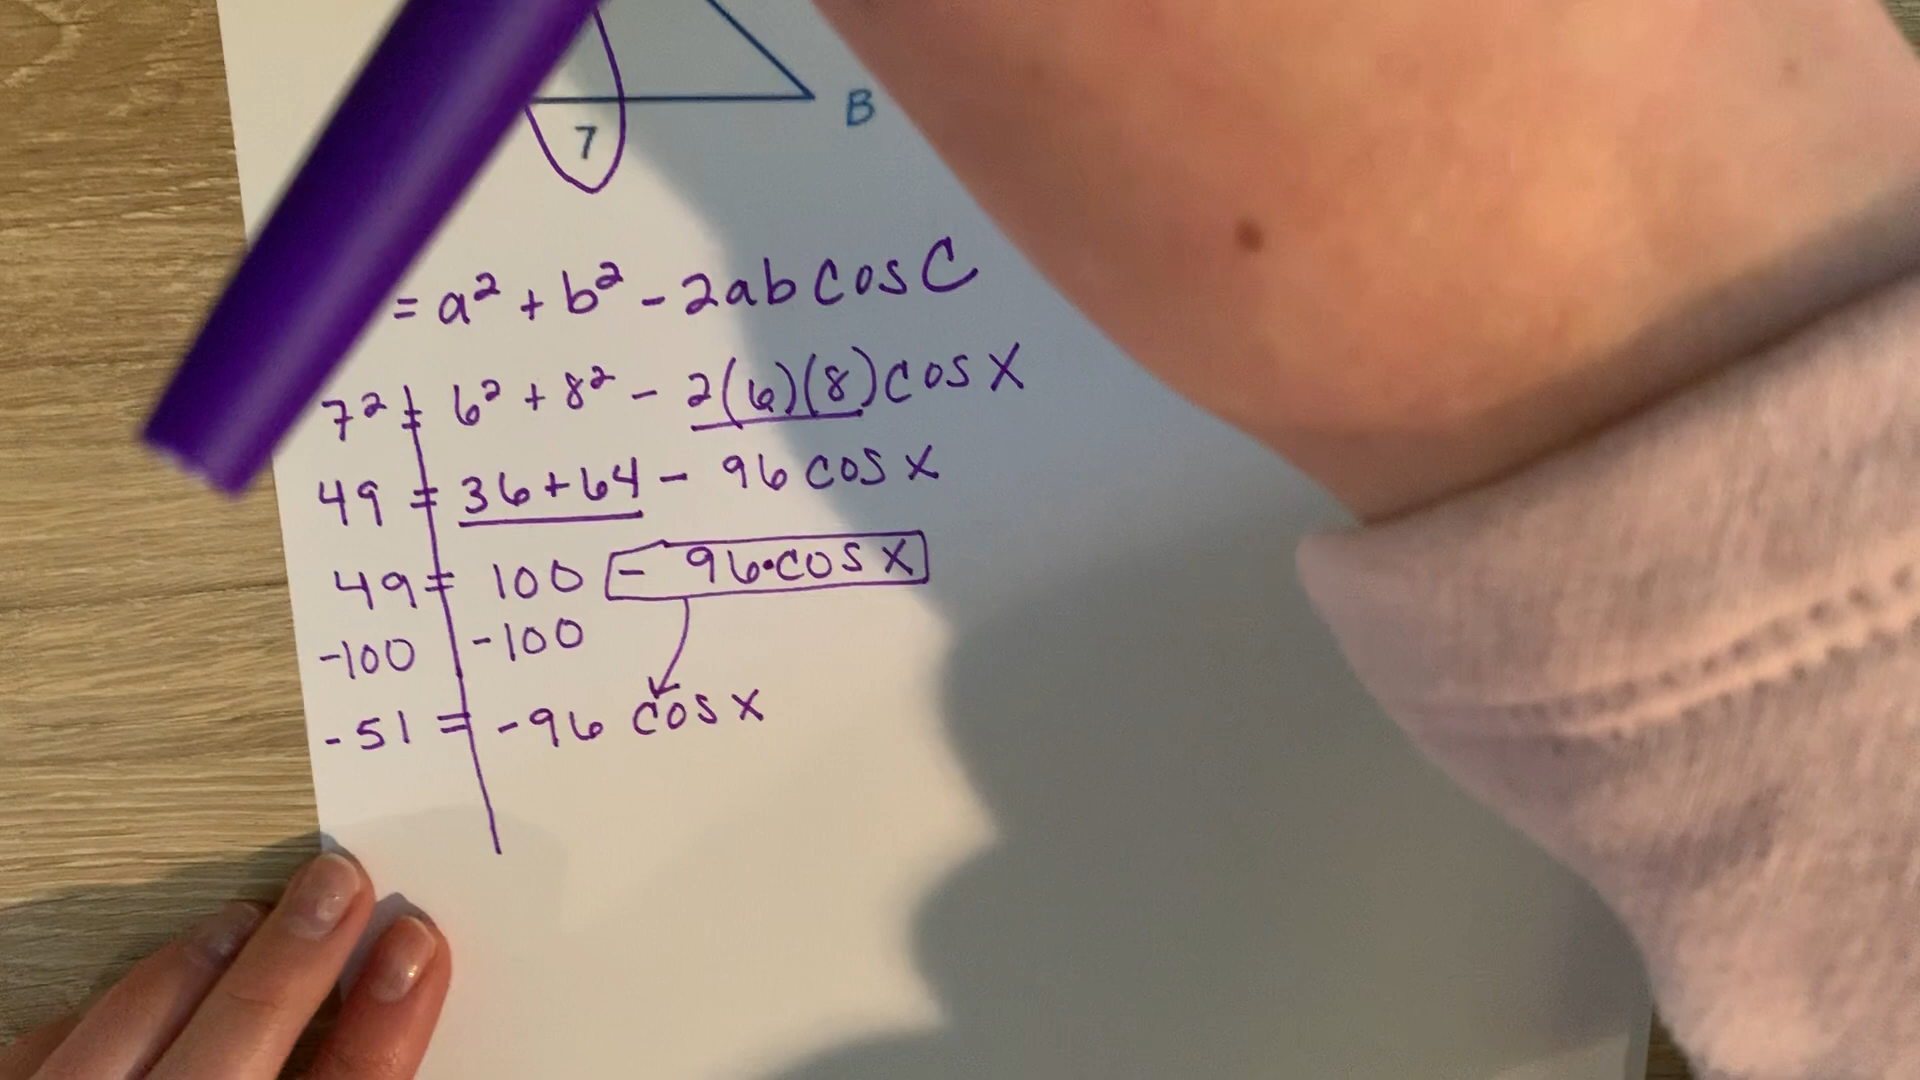 B
7
= a² + b² - 2ab cos C
7² = 6² + 8² - 2(6)(8) cos x
49 = 36 + 64 - 96 cos x
49 = 100 - 96·cos x
-100 -100
-51 = -96 cos x